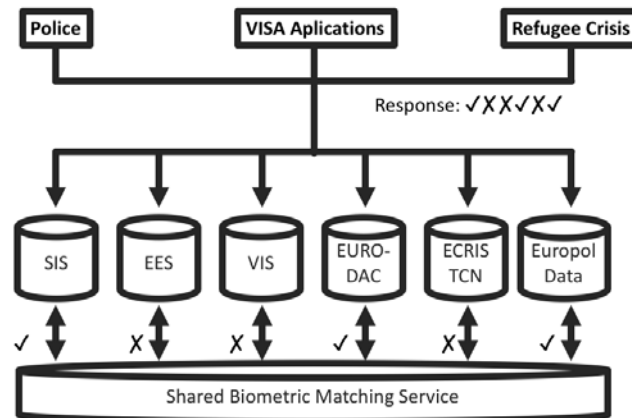 Police
VISA Aplications
Refugee Crisis
Response: ✓✗✗✓✗✓
SIS
EES
VIS
EURO-
DAC
ECRIS
TCN
Europol
Data
✓ ✗ ✗ ✓ ✗ ✓
Shared Biometric Matching Service